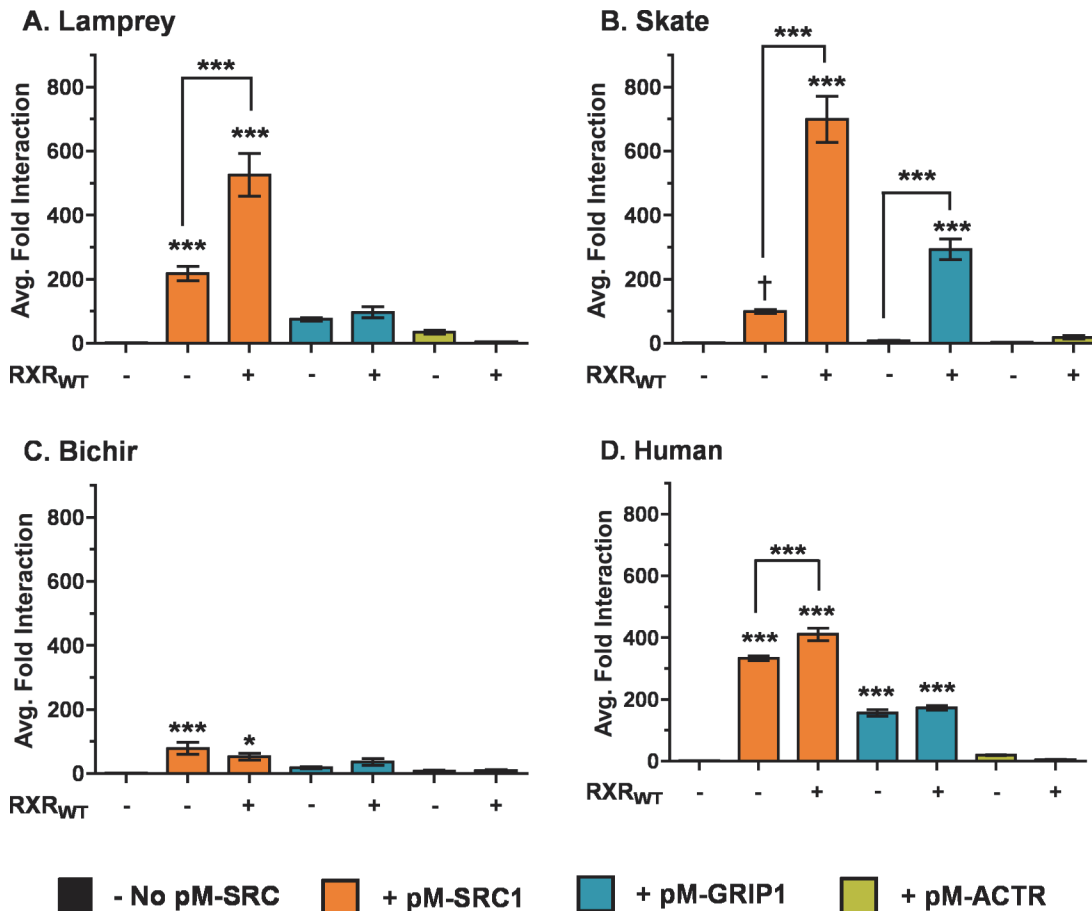 A. Lamprey
***
***
***
Avg. Fold Interaction
800
600
400
200
0
RXRWT - - + - + - +
B. Skate
***
***
***
***
†
Avg. Fold Interaction
800
600
400
200
0
RXRWT - - + - + - +
C. Bichir
***
*
Avg. Fold Interaction
800
600
400
200
0
RXRWT - - + - + - +
D. Human
***
***
***
***
***
Avg. Fold Interaction
800
600
400
200
0
RXRWT - - + - + - +
- No pM-SRC + pM-SRC1 + pM-GRIP1 + pM-ACTR